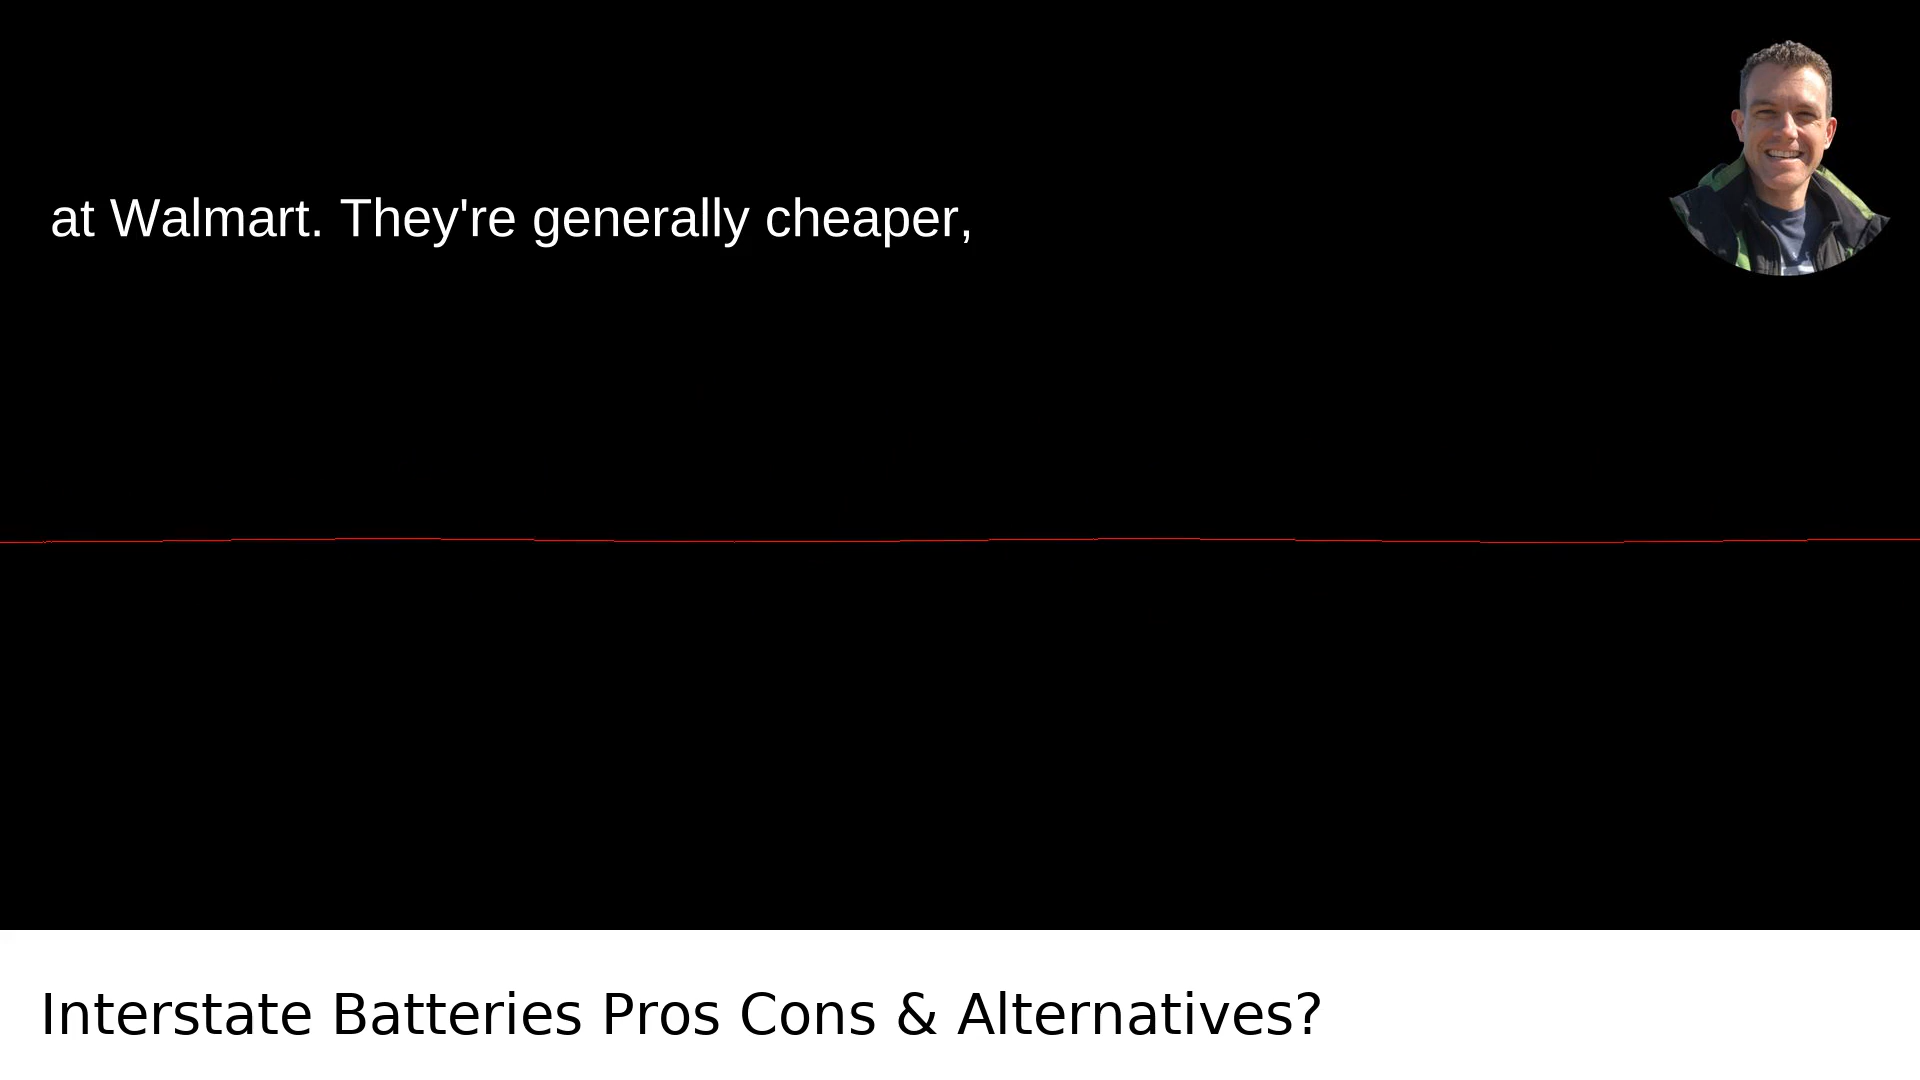 at Walmart. They're generally cheaper,
Interstate Batteries Pros Cons & Alternatives?